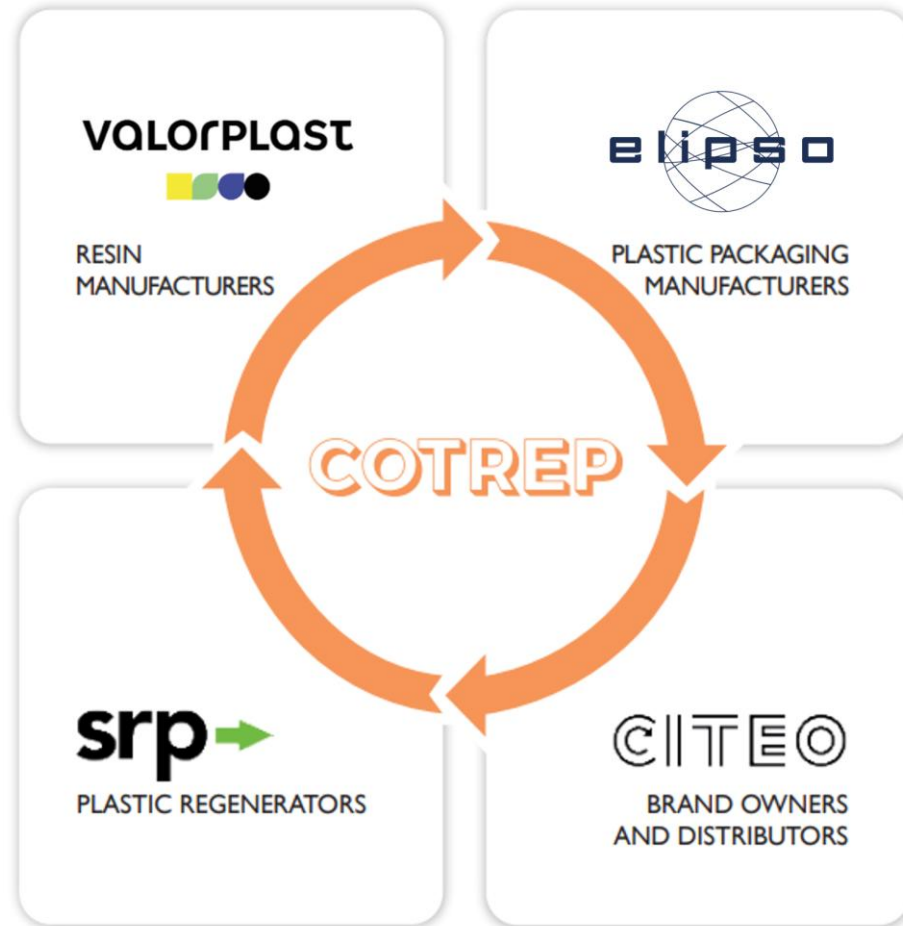 valorplast
RESIN
MANUFACTURERS
elipso
PLASTIC PACKAGING
MANUFACTURERS
COTREP
srp
PLASTIC REGENERATORS
CITEO
BRAND OWNERS
AND DISTRIBUTORS